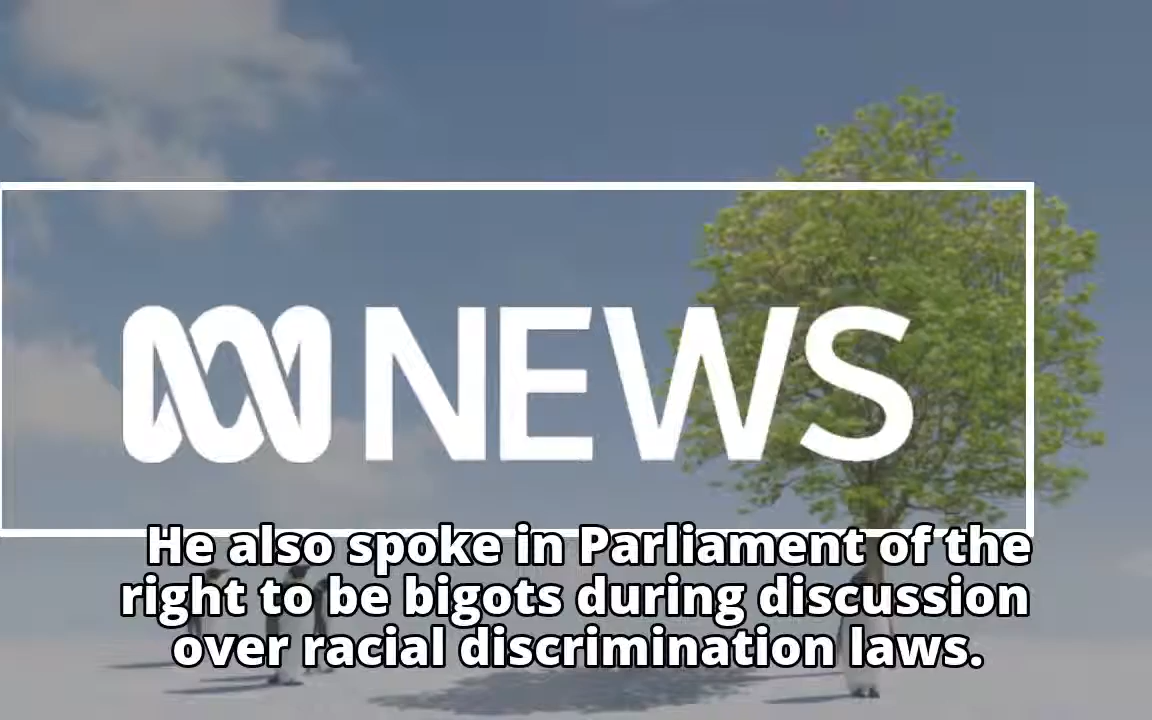 NEWS
He also spoke in Parliament of the
right to be bigots during discussion
over racial discrimination laws.